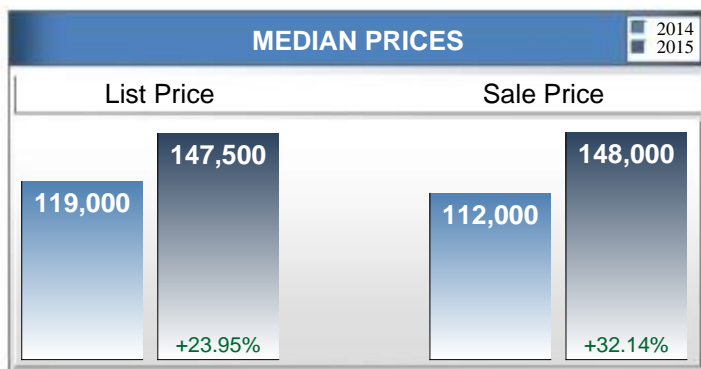 MEDIAN PRICES
2014
2015
List Price
Sale Price
119,000
147,500
+23.95%
112,000
148,000
+32.14%